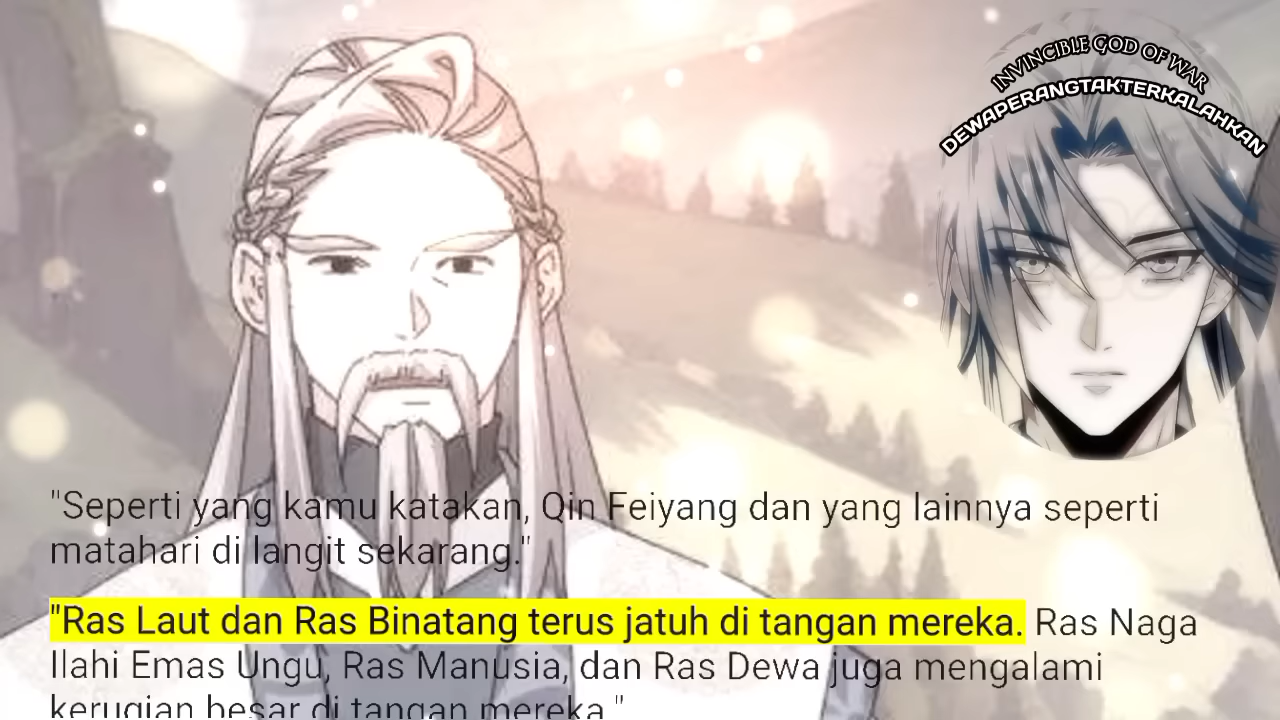 INVINCIBLE GOD OF WAR
DEWAPERANGTAKTERKALAHKAN
"Seperti yang kamu katakan, Qin Feiyang dan yang lainnya seperti
matahari di langit sekarang."
"Ras Laut dan Ras Binatang terus jatuh di tangan mereka. Ras Naga
Ilahi Emas Ungu, Ras Manusia, dan Ras Dewa juga mengalami
kerugian besar di tangan mereka."